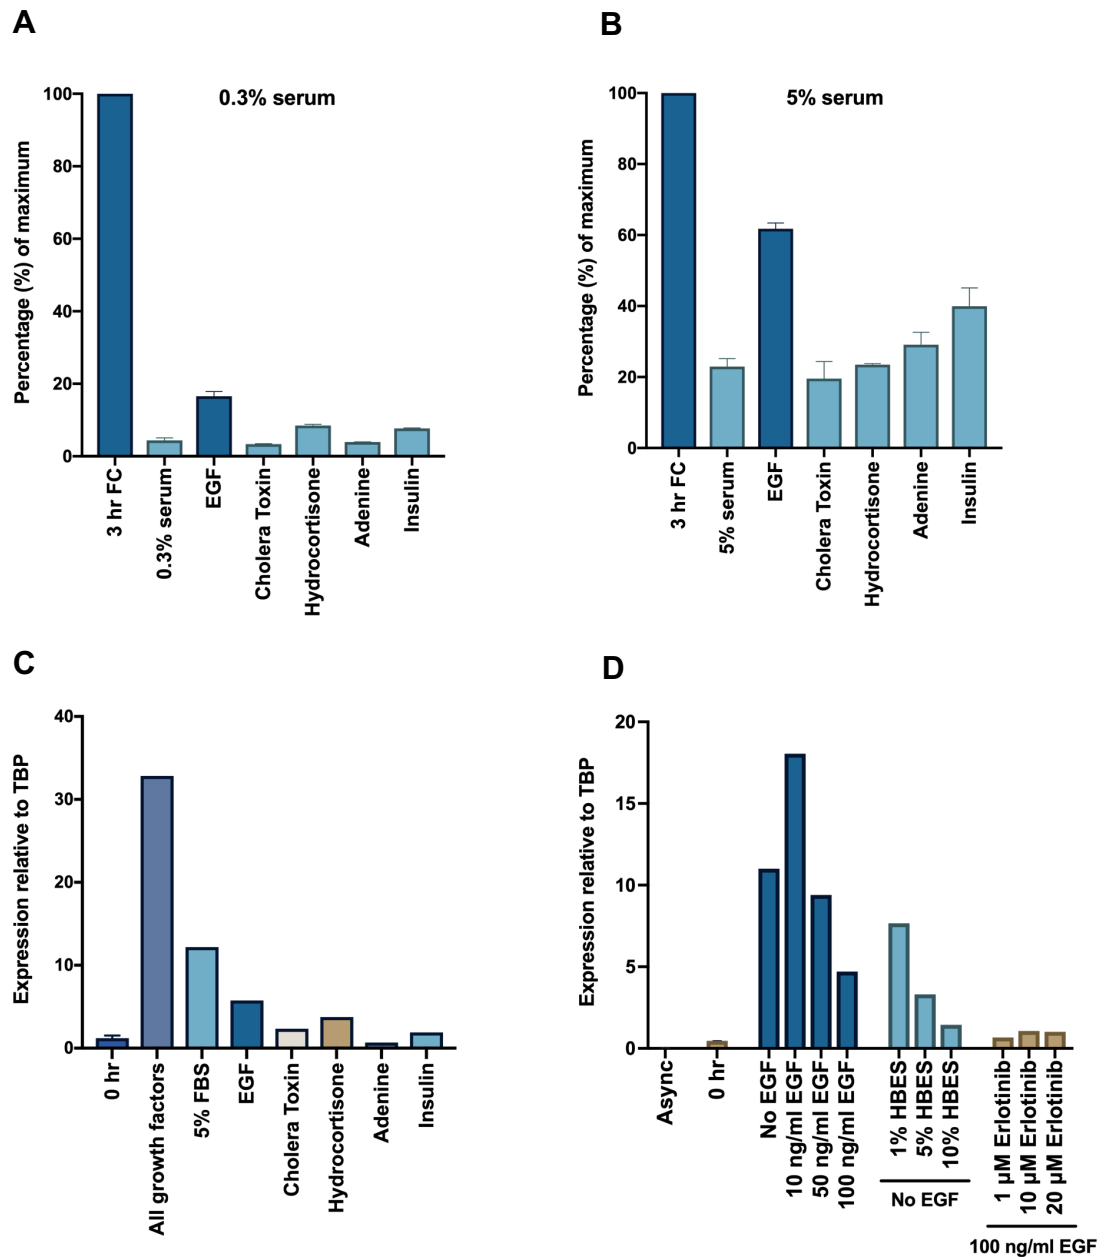 A
0.3% serum
Percentage (%) of maximum
100
80
60
40
20
0
3 hr FC
0.3% serum
EGF
Cholera Toxin
Hydrocortisone
Adenine
Insulin
B
5% serum
Percentage (%) of maximum
100
80
60
40
20
0
3 hr FC
5% serum
EGF
Cholera Toxin
Hydrocortisone
Adenine
Insulin
C
Expression relative to TBP
40
30
20
10
0
0 hr
All growth factors
5% FBS
EGF
Cholera Toxin
Hydrocortisone
Adenine
Insulin
D
Expression relative to TBP
20
15
10
5
0
Async
0 hr
No EGF
10 ng/ml EGF
50 ng/ml EGF
100 ng/ml EGF
1% HBES
5% HBES
10% HBES
No EGF
1 µM Erlotinib
10 µM Erlotinib
20 µM Erlotinib
100 ng/ml EGF